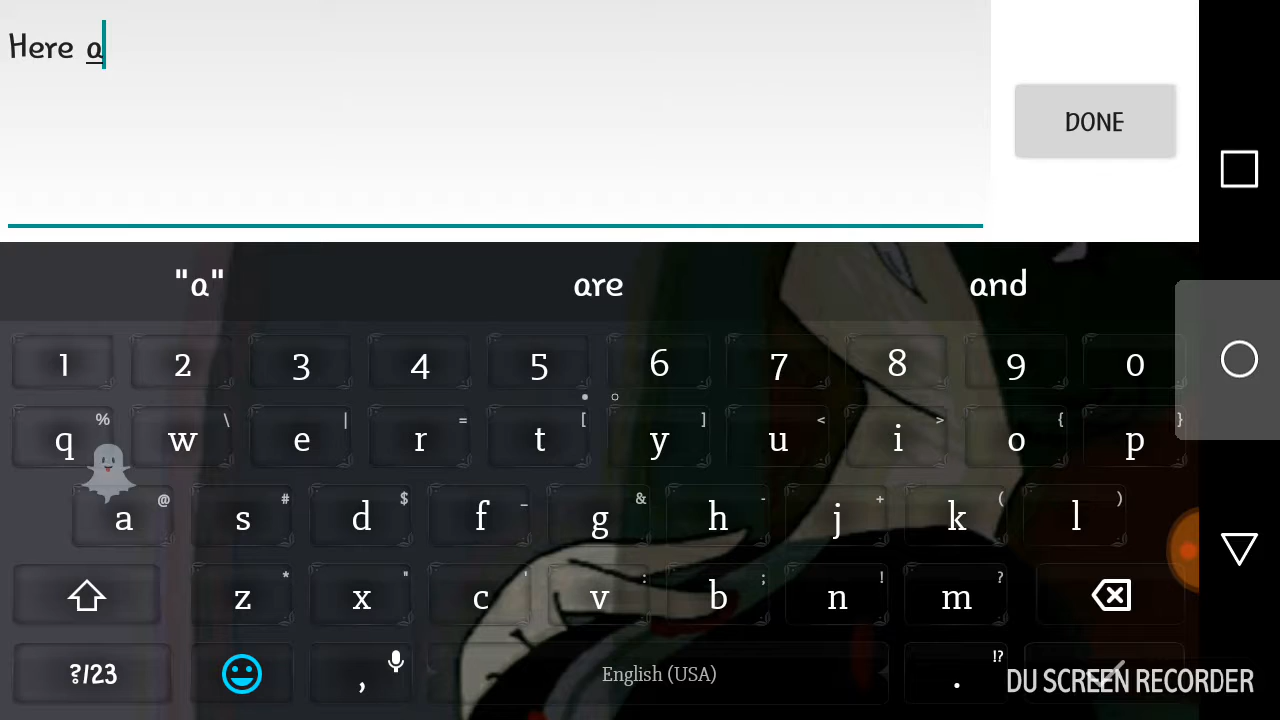 Here a
DONE
"a" are and
1 2 3 4 5 6 7 8 9 0
% \ | = [ ] < > { }
q w e r t y u i o p
@ # $ _ & - + ( )
a s d f g h j k l
* " ' : ; ! ?
z x c v b n m
?123 , English (USA) . !?
DU SCREEN RECORDER